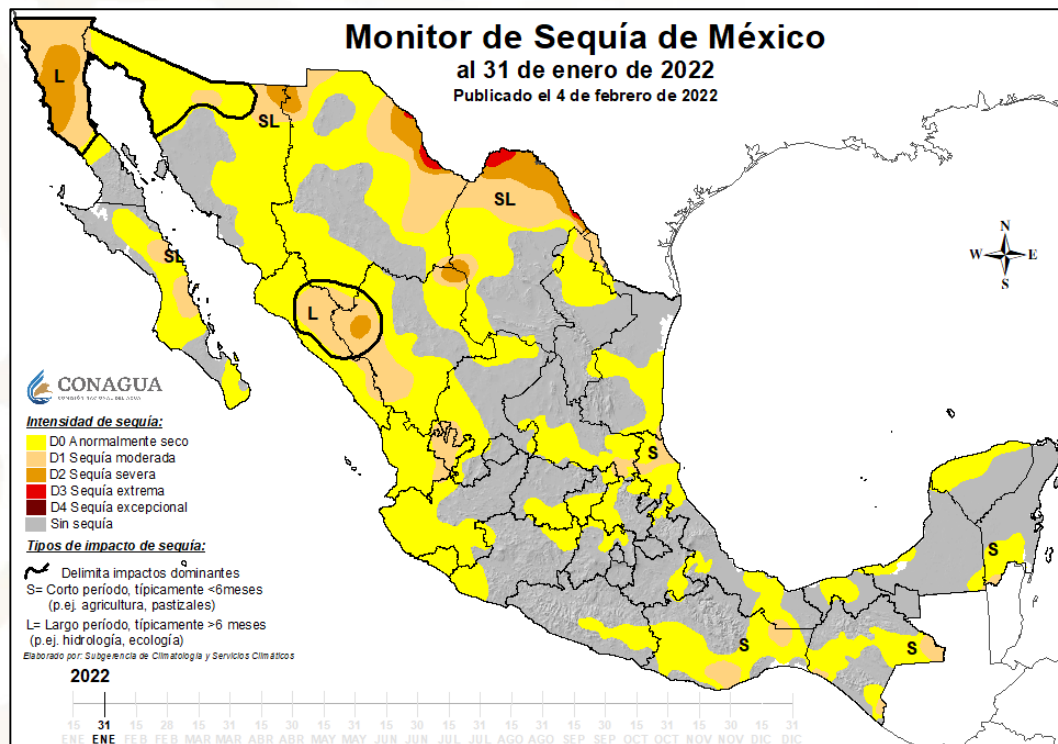 Monitor de Sequía de México
al 31 de enero de 2022
Publicado el 4 de febrero de 2022
L
SL
SL
SL
L
S
S
S
S
N
W E
S
CONAGUA
COMISIÓN NACIONAL DEL AGUA
Intensidad de sequía:
D0 Anormalmente seco
D1 Sequía moderada
D2 Sequía severa
D3 Sequía extrema
D4 Sequía excepcional
Sin sequía
Tipos de impacto de sequía:
Delimita impactos dominantes
S= Corto período, típicamente <6meses
(p.ej. agricultura, pastizales)
L= Largo período, típicamente >6 meses
(p.ej. hidrología, ecología)
Elaborado por: Subgerencia de Climatología y Servicios Climáticos
2022
15 31 15 28 15 31 15 30 15 31 15 30 15 31 15 31 15 30 15 31 15 30 15 31
ENE ENE FEB FEB MAR MAR ABR ABR MAY MAY JUN JUN JUL JUL AGO AGO SEP SEP OCT OCT NOV NOV DIC DIC